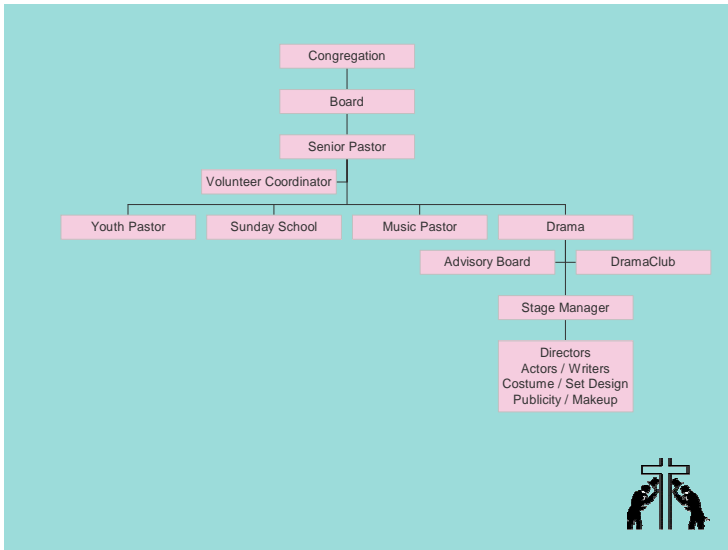 Congregation
Board
Senior Pastor
Volunteer Coordinator
Youth Pastor
Sunday School
Music Pastor
Drama
Advisory Board
DramaClub
Stage Manager
Directors
Actors / Writers
Costume / Set Design
Publicity / Makeup